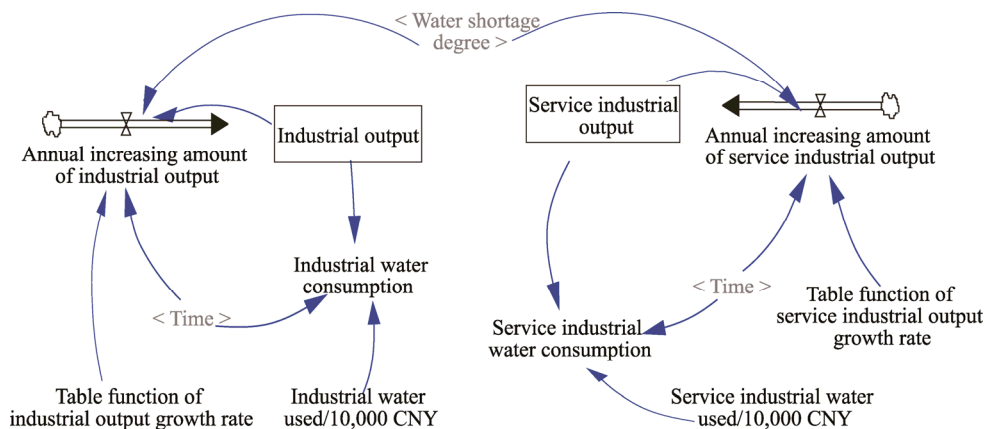 < Water shortage
degree >
Annual increasing amount
of industrial output
Industrial output
Service industrial
output
Annual increasing amount
of service industrial output
Industrial water
consumption
< Time >
Service industrial
water consumption
< Time >
Table function of
service industrial output
growth rate
Table function of
industrial output growth rate
Industrial water
used/10,000 CNY
Service industrial water
used/10,000 CNY